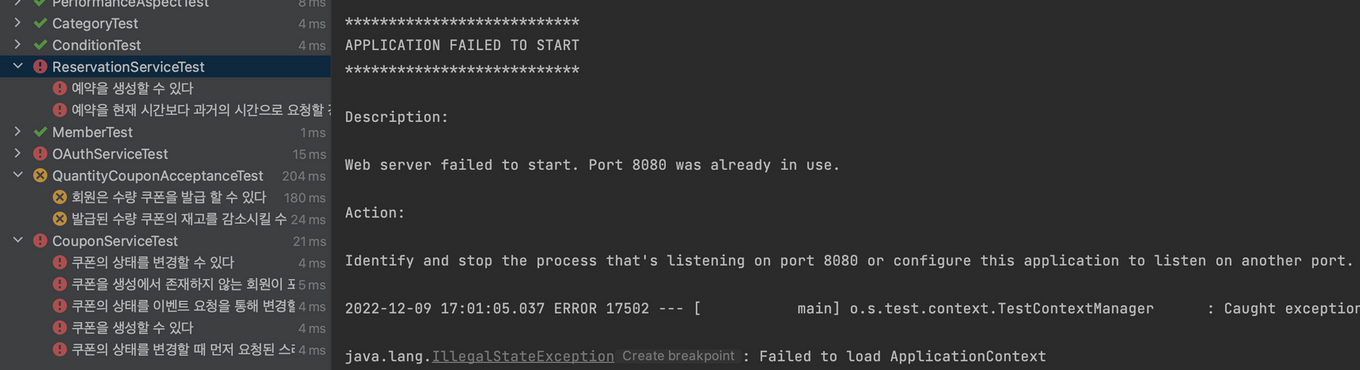 PerformanceAspectTest 8 ms
CategoryTest 4 ms
ConditionTest 4 ms
ReservationServiceTest
예약을 생성할 수 있다
예약을 현재 시간보다 과거의 시간으로 요청할
MemberTest 1 ms
OAuthServiceTest 15 ms
QuantityCouponAcceptanceTest 204 ms
회원은 수량 쿠폰을 발급 할 수 있다 180 ms
발급된 수량 쿠폰의 재고를 감소시킬 수 24 ms
CouponServiceTest 21 ms
쿠폰의 상태를 변경할 수 있다 4 ms
쿠폰을 생성에서 존재하지 않는 회원이 5 ms
쿠폰의 상태를 이벤트 요청을 통해 변경할 4 ms
쿠폰을 생성할 수 있다 4 ms
쿠폰의 상태를 변경할 때 먼저 요청된 4 ms
***************************
APPLICATION FAILED TO START
***************************
Description:
Web server failed to start. Port 8080 was already in use.
Action:
Identify and stop the process that's listening on port 8080 or configure this application to listen on another port.
2022-12-09 17:01:05.037 ERROR 17502 --- [ main] o.s.test.context.TestContextManager : Caught exception
java.lang.IllegalStateException Create breakpoint : Failed to load ApplicationContext